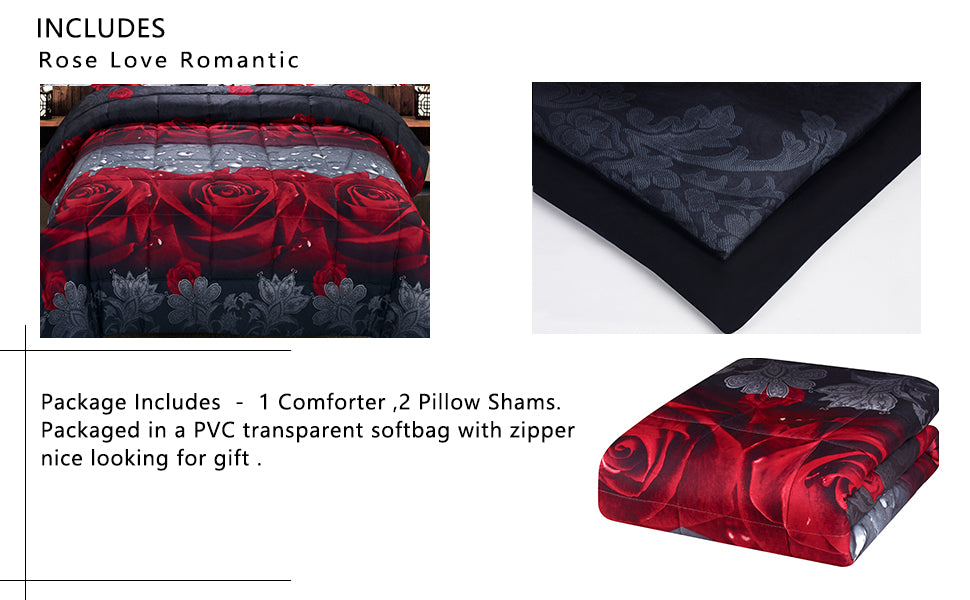 INCLUDES
Rose Love Romantic
Package Includes - 1 Comforter ,2 Pillow Shams.
Packaged in a PVC transparent softbag with zipper
nice looking for gift .